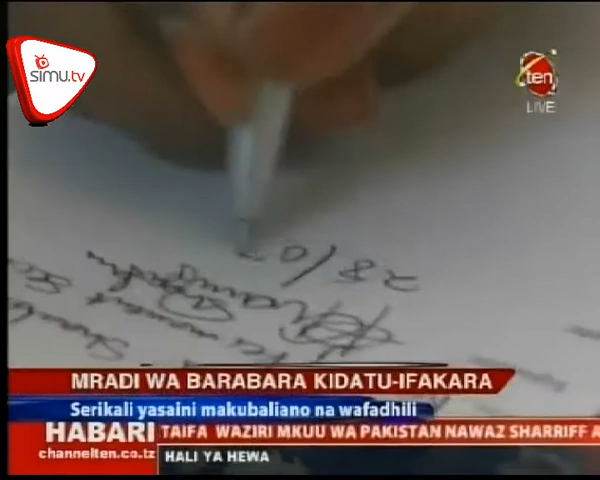 SIMU.tv
ten
LIVE
28/07
MRADI WA BARABARA KIDATU-IFAKARA
Serikali yasaini makubaliano na wafadhili
HABARI TAIFA WAZIRI MKUU WA PAKISTAN NAWAZ SHARRIFF A
channelten.co.tz HALI YA HEWA